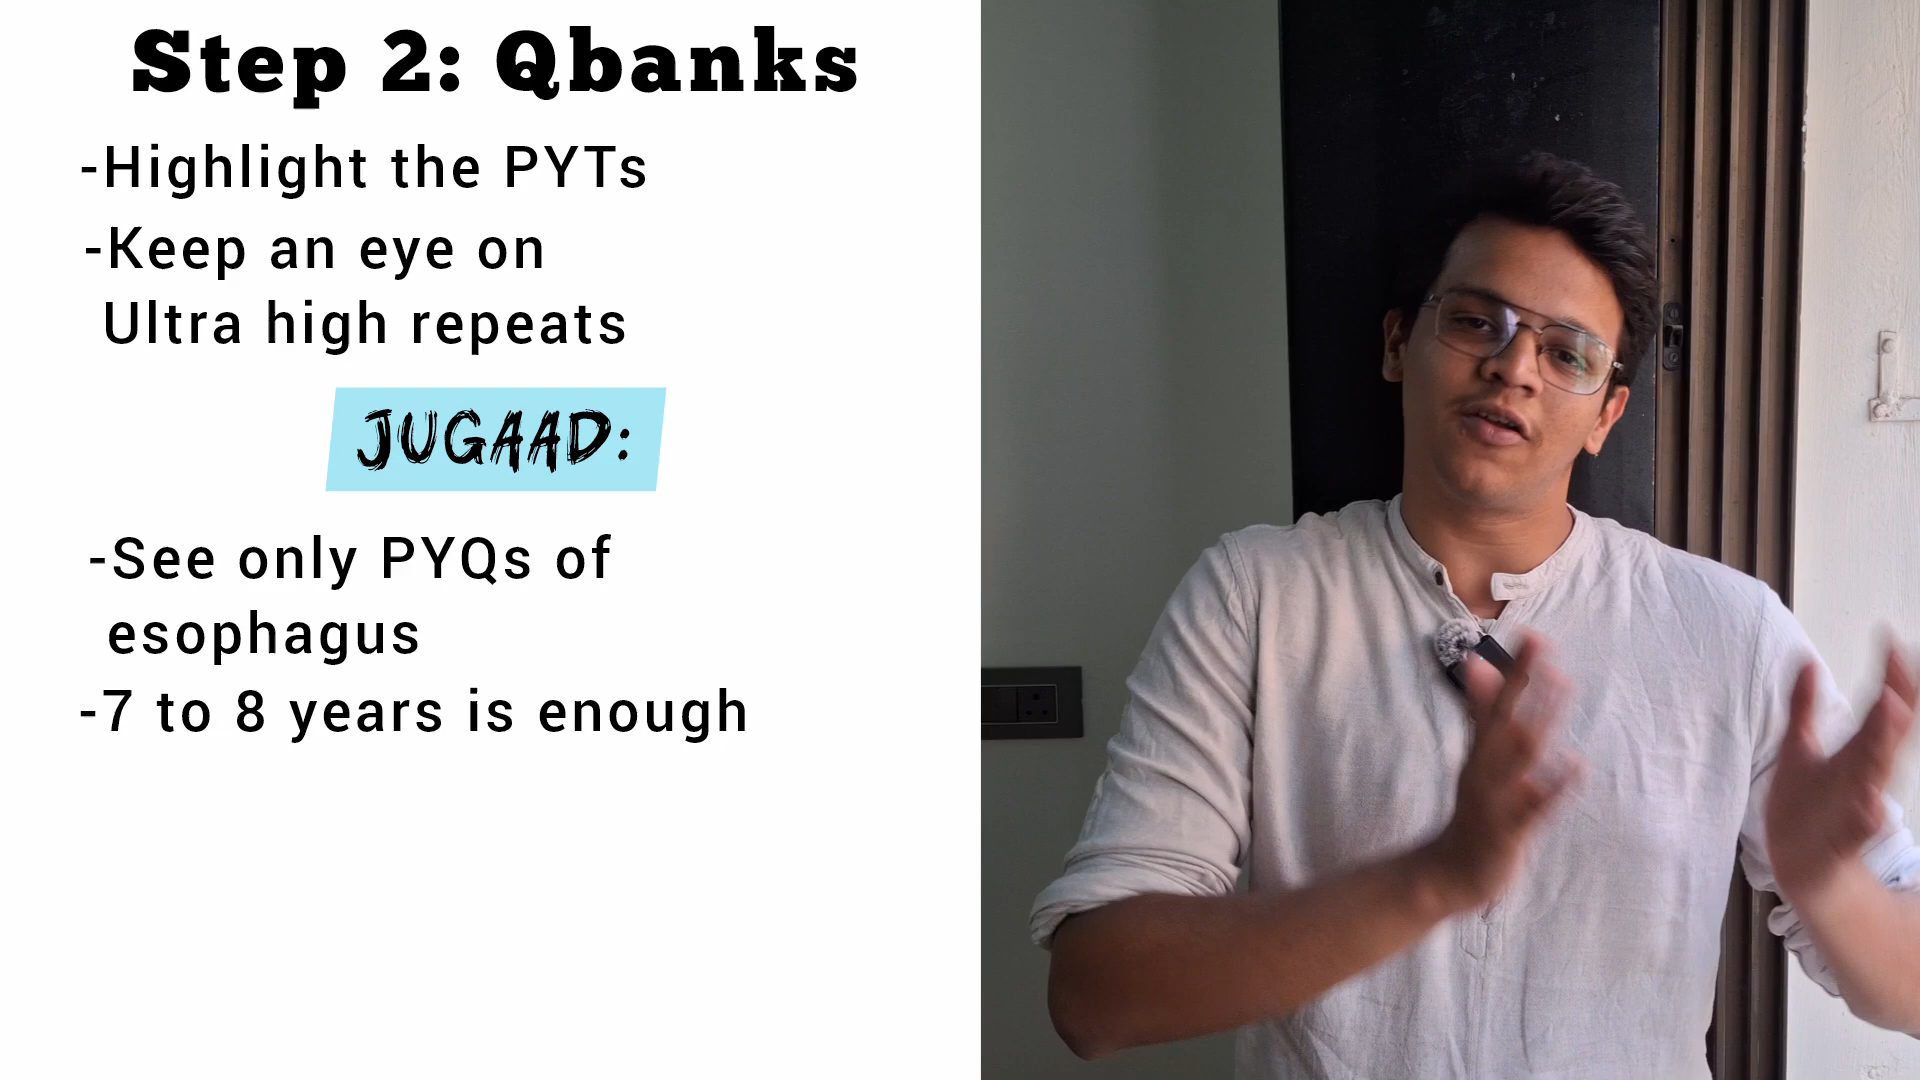 Step 2: Qbanks
-Highlight the PYTs
-Keep an eye on
Ultra high repeats
JUGAAD:
-See only PYQs of
esophagus
-7 to 8 years is enough